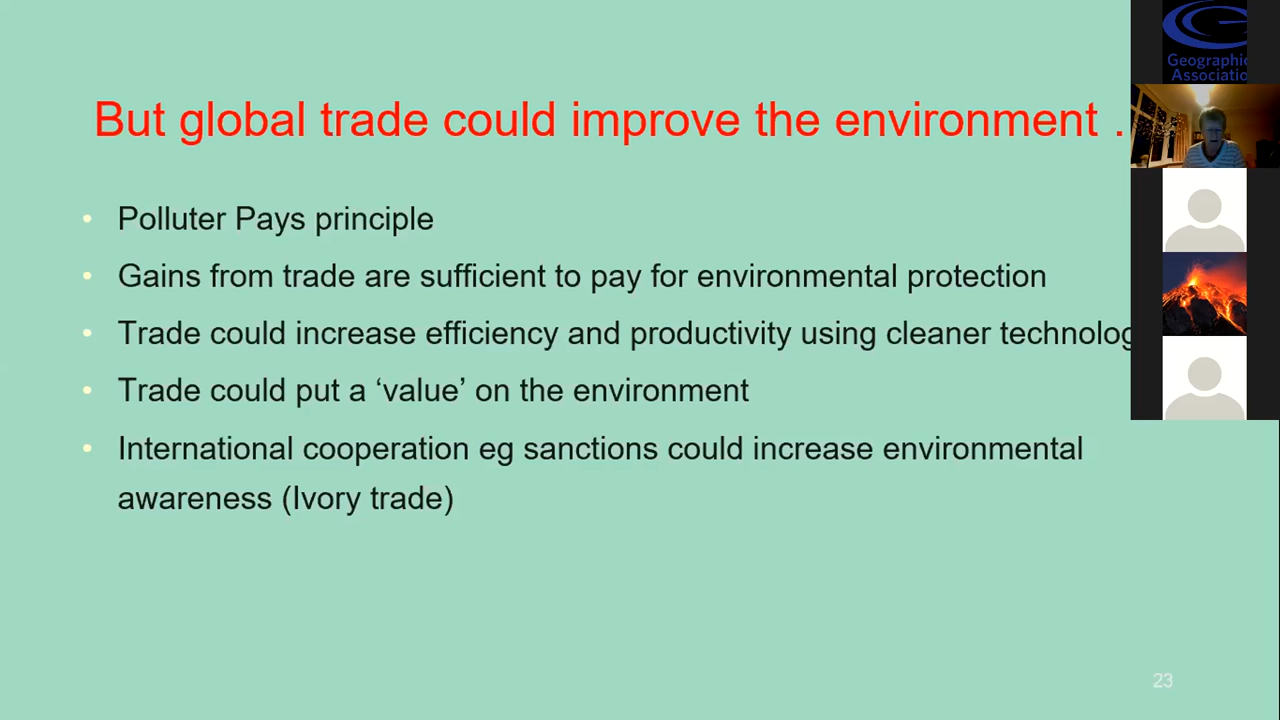 But global trade could improve the environment .
• Polluter Pays principle
• Gains from trade are sufficient to pay for environmental protection
• Trade could increase efficiency and productivity using cleaner technolog
• Trade could put a ‘value’ on the environment
• International cooperation eg sanctions could increase environmental
awareness (Ivory trade)
Geographic
Associatio
23